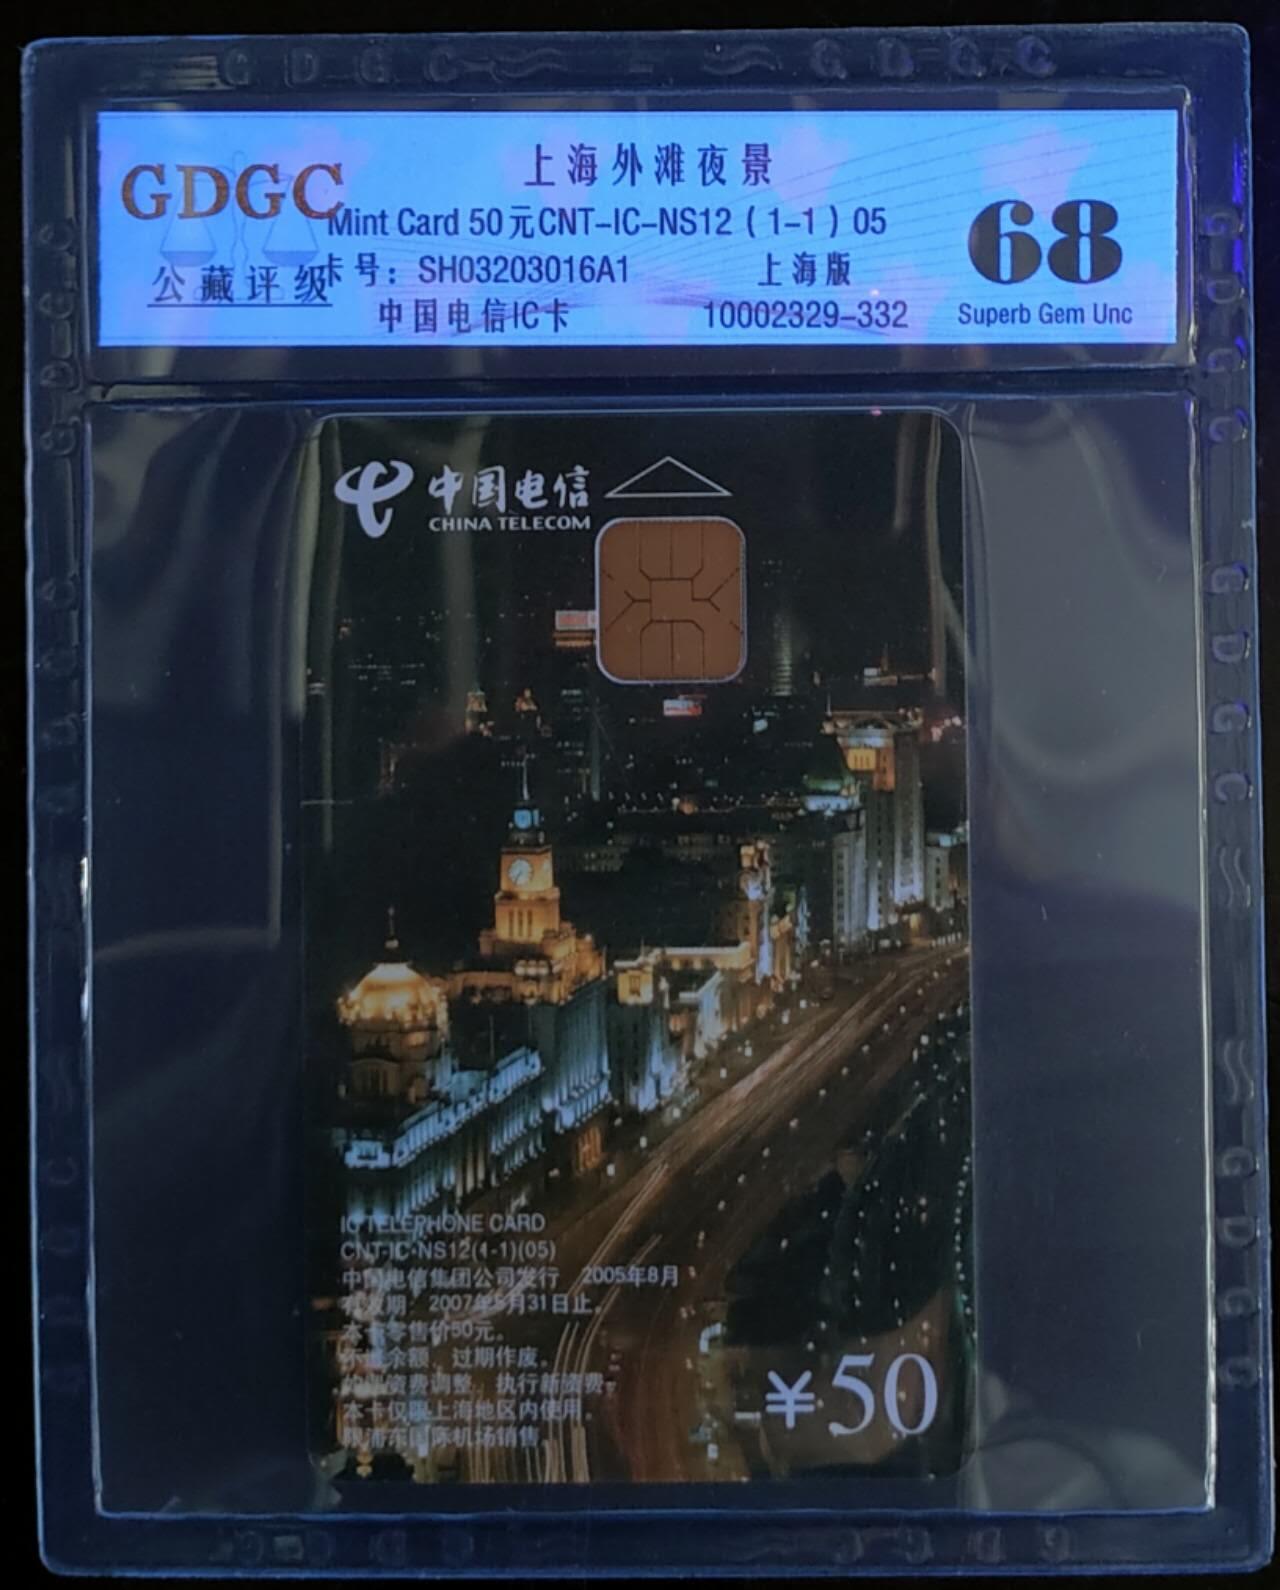 上海外滩夜景
GDGC
Mint Card 50元CNT-IC-NS12(1-1)05
68
公藏评级
卡号:SH03203016A1 上海版
中国电信IC卡 10002329-332
Superb Gem Unc
中国电信
CHINA TELECOM
IC TELEPHONE CARD
CNT-IC-NS12(1-1)(05)
中国电信集团公司发行 2005年8月
有效期 2007年5月31日止。
本卡零售价50元。
余额、过期作废。
资费调整、执行新资费。
本卡仅限上海地区内使用。
浦东国际机场销售。
¥50